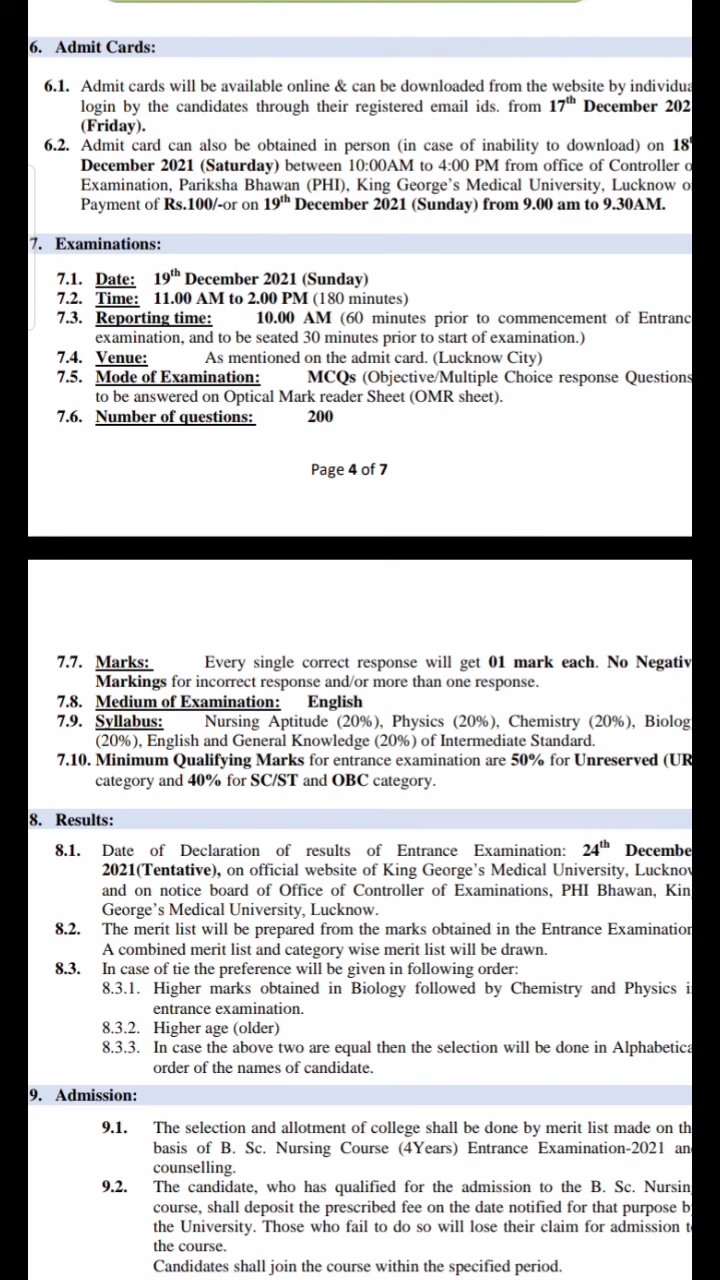 6. Admit Cards:
6.1. Admit cards will be available online & can be downloaded from the website by individua
login by the candidates through their registered email ids. from 17th December 202
(Friday).
6.2. Admit card can also be obtained in person (in case of inability to download) on 18
December 2021 (Saturday) between 10:00AM to 4:00 PM from office of Controller o
Examination, Pariksha Bhawan (PHI), King George's Medical University, Lucknow o
Payment of Rs.100/-or on 19th December 2021 (Sunday) from 9.00 am to 9.30AM.
7. Examinations:
7.1. Date: 19th December 2021 (Sunday)
7.2. Time: 11.00 AM to 2.00 PM (180 minutes)
7.3. Reporting time: 10.00 AM (60 minutes prior to commencement of Entranc
examination, and to be seated 30 minutes prior to start of examination.)
7.4. Venue: As mentioned on the admit card. (Lucknow City)
7.5. Mode of Examination: MCQs (Objective/Multiple Choice response Questions
to be answered on Optical Mark reader Sheet (OMR sheet).
7.6. Number of questions: 200
Page 4 of 7
7.7. Marks: Every single correct response will get 01 mark each. No Negativ
Markings for incorrect response and/or more than one response.
7.8. Medium of Examination: English
7.9. Syllabus: Nursing Aptitude (20%), Physics (20%), Chemistry (20%), Biolog
(20%), English and General Knowledge (20%) of Intermediate Standard.
7.10. Minimum Qualifying Marks for entrance examination are 50% for Unreserved (UR
category and 40% for SC/ST and OBC category.
8. Results:
8.1. Date of Declaration of results of Entrance Examination: 24th Decembe
2021(Tentative), on official website of King George's Medical University, Lucknov
and on notice board of Office of Controller of Examinations, PHI Bhawan, Kin
George's Medical University, Lucknow.
8.2. The merit list will be prepared from the marks obtained in the Entrance Examination
A combined merit list and category wise merit list will be drawn.
8.3. In case of tie the preference will be given in following order:
8.3.1. Higher marks obtained in Biology followed by Chemistry and Physics i
entrance examination.
8.3.2. Higher age (older)
8.3.3. In case the above two are equal then the selection will be done in Alphabetica
order of the names of candidate.
9. Admission:
9.1. The selection and allotment of college shall be done by merit list made on th
basis of B. Sc. Nursing Course (4Years) Entrance Examination-2021 an
counselling.
9.2. The candidate, who has qualified for the admission to the B. Sc. Nursin
course, shall deposit the prescribed fee on the date notified for that purpose b
the University. Those who fail to do so will lose their claim for admission t
the course.
Candidates shall join the course within the specified period.